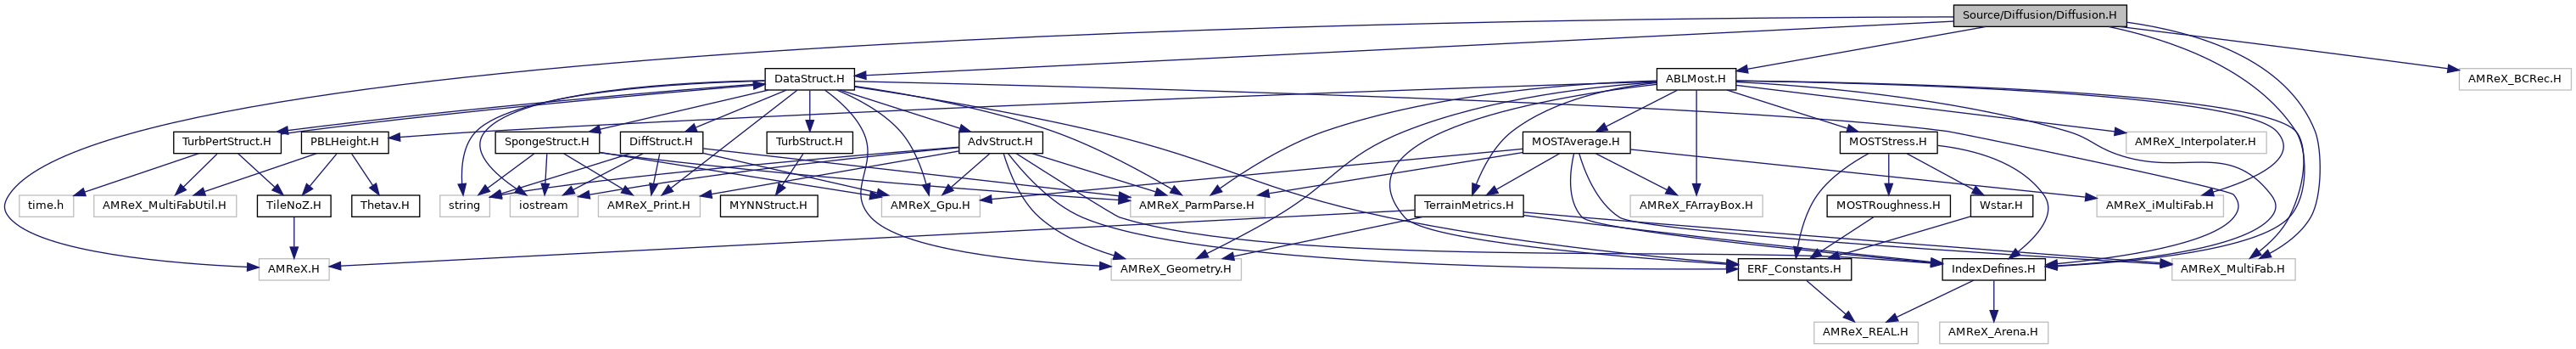 Source/Diffusion/Diffusion.H
DataStruct.H
ABLMost.H
AMReX_BCRec.H
TurbPertStruct.H
PBLHeight.H
SpongeStruct.H
DiffStruct.H
TurbStruct.H
AdvStruct.H
MOSTAverage.H
MOSTStress.H
AMReX_Interpolater.H
time.h
AMReX_MultiFabUtil.H
TileNoZ.H
Thetav.H
string
iostream
AMReX_Print.H
MYNNStruct.H
AMReX_Gpu.H
AMReX_ParmParse.H
TerrainMetrics.H
AMReX_FArrayBox.H
MOSTRoughness.H
Wstar.H
AMReX_iMultiFab.H
AMReX.H
AMReX_Geometry.H
ERF_Constants.H
IndexDefines.H
AMReX_MultiFab.H
AMReX_REAL.H
AMReX_Arena.H